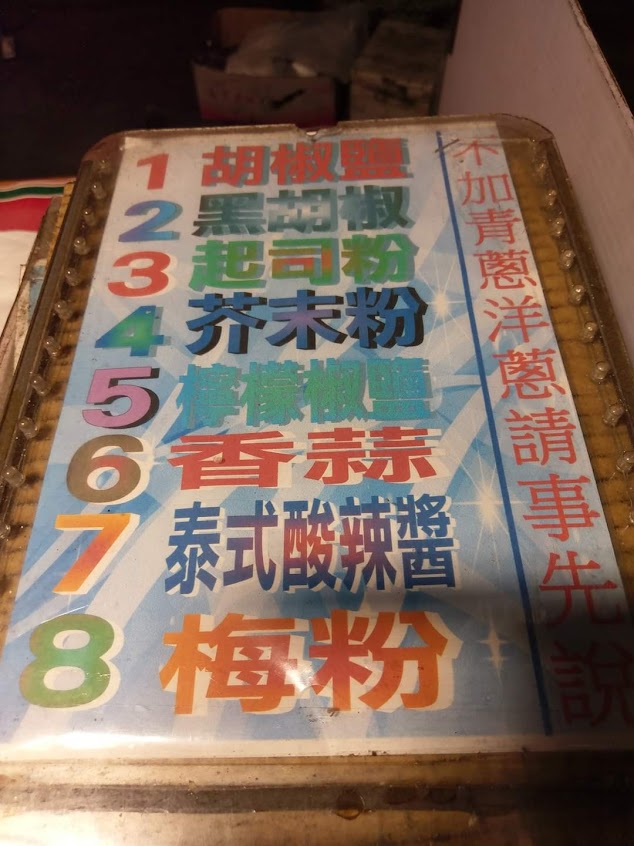 1 胡椒鹽
2 黑胡椒
3 起司粉
4 芥末粉
5 檸檬椒鹽
6 香蒜
7 泰式酸辣醬
8 梅粉
不加青蔥洋蔥請事先說